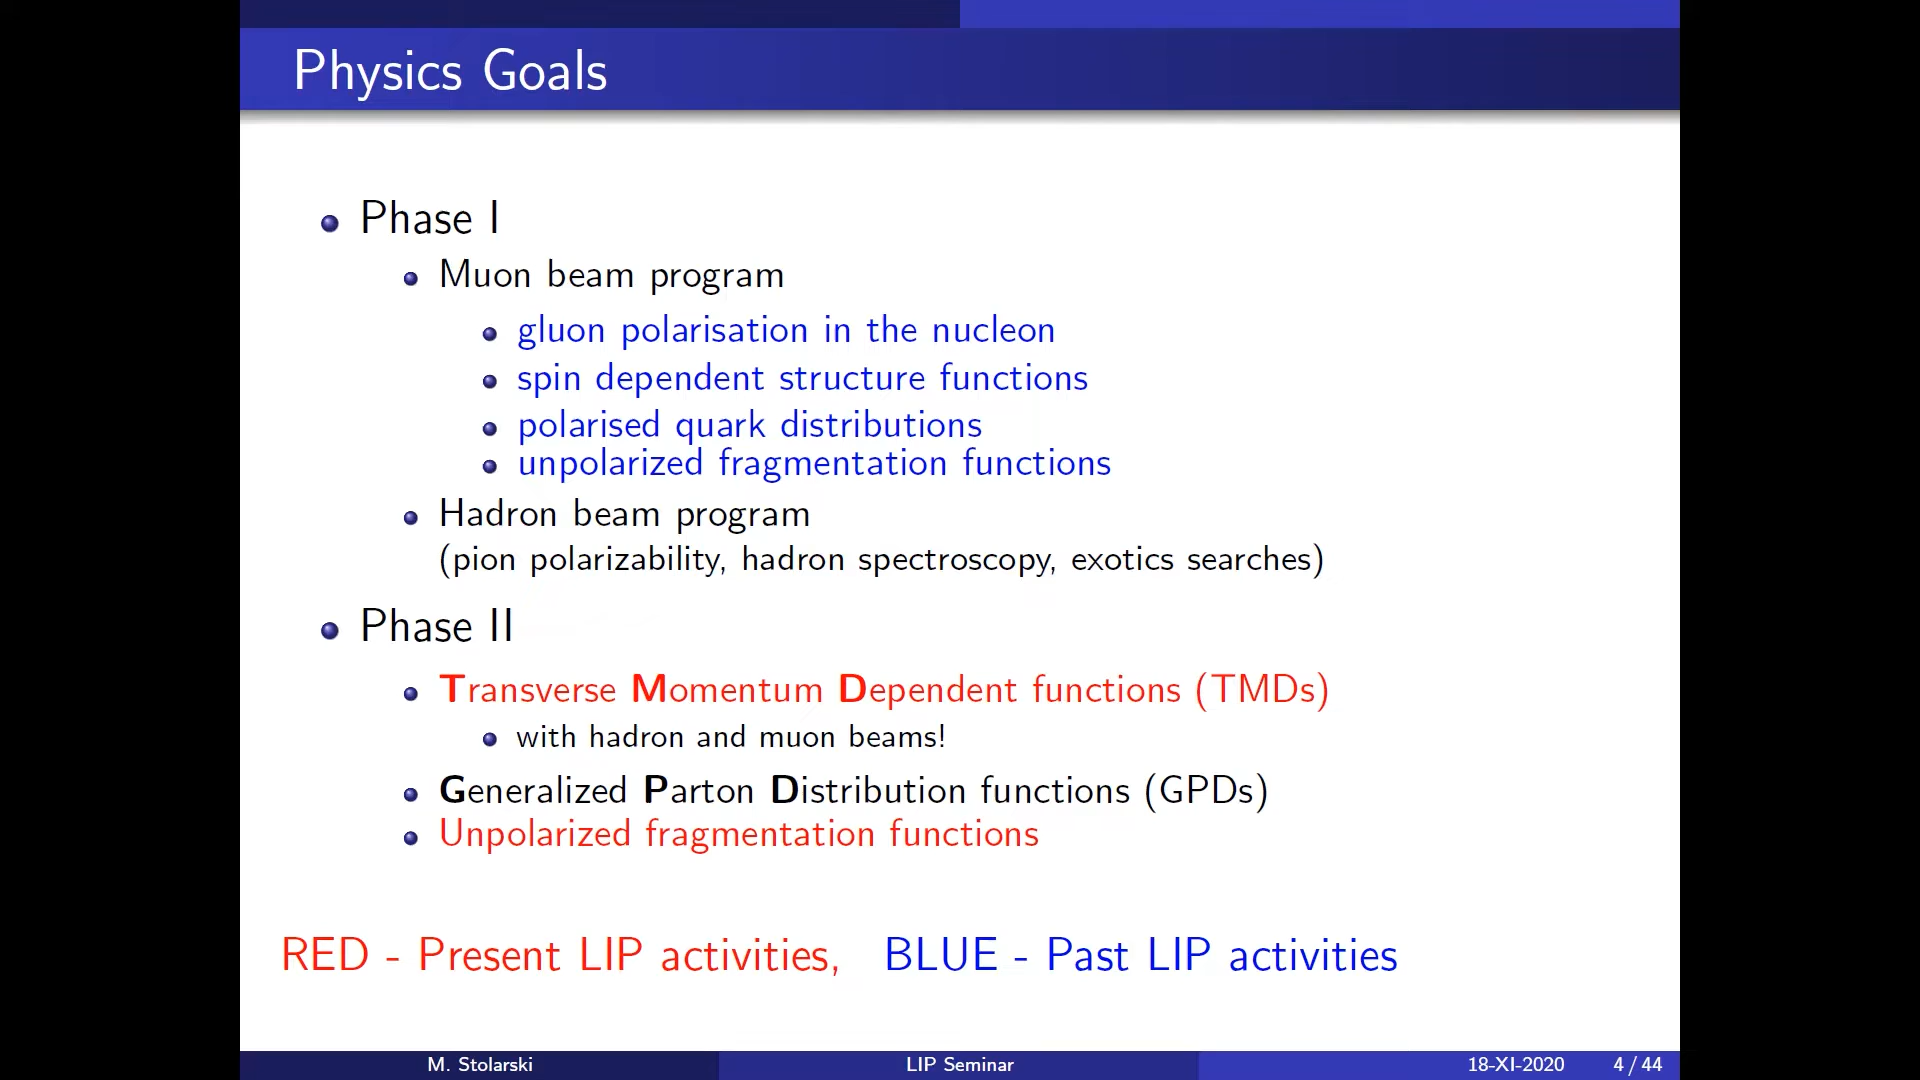 Physics Goals
Phase I
Muon beam program
gluon polarisation in the nucleon
spin dependent structure functions
polarised quark distributions
unpolarized fragmentation functions
Hadron beam program
(pion polarizability, hadron spectroscopy, exotics searches)
Phase II
Transverse Momentum Dependent functions (TMDs)
with hadron and muon beams!
Generalized Parton Distribution functions (GPDs)
Unpolarized fragmentation functions
RED - Present LIP activities, BLUE - Past LIP activities
M. Stolarski LIP Seminar 18-XI-2020 4 / 44